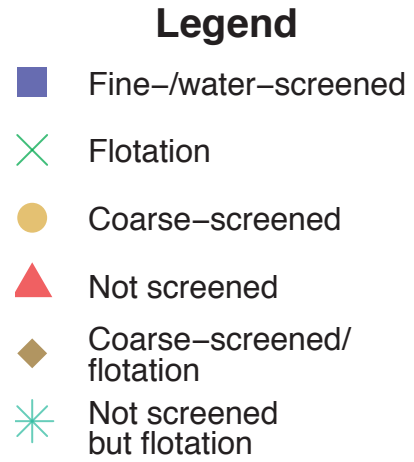 Legend
Fine−/water−screened
Flotation
Coarse−screened
Not screened
Coarse−screened/
flotation
Not screened
but flotation